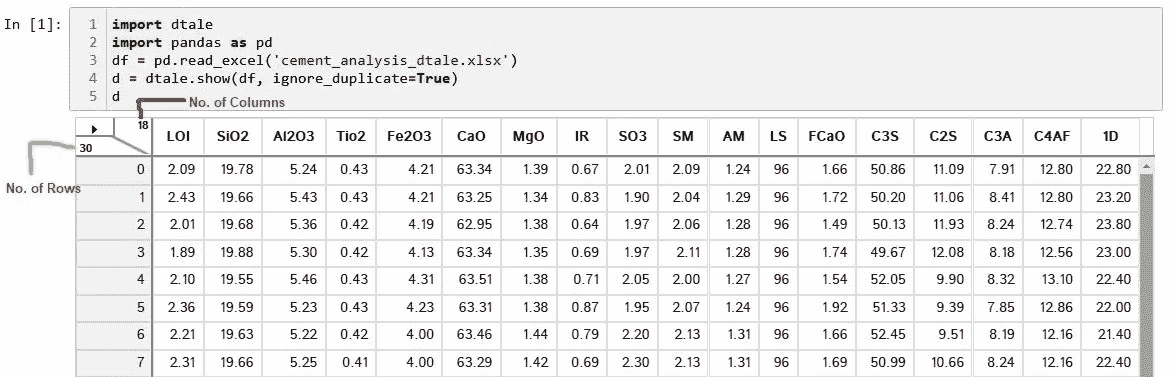 In [1]:
1 import dtale
2 import pandas as pd
3 df = pd.read_excel('cement_analysis_dtale.xlsx')
4 d = dtale.show(df, ignore_duplicate=True)
5 d
No. of Columns
18 LOI SiO2 Al2O3 Tio2 Fe2O3 CaO MgO IR SO3 SM AM LS FCaO C3S C2S C3A C4AF 1D
30
No. of Rows
0 2.09 19.78 5.24 0.43 4.21 63.34 1.39 0.67 2.01 2.09 1.24 96 1.66 50.86 11.09 7.91 12.80 22.80
1 2.43 19.66 5.43 0.43 4.21 63.25 1.34 0.83 1.90 2.04 1.29 96 1.72 50.20 11.06 8.41 12.80 23.20
2 2.01 19.68 5.36 0.42 4.19 62.95 1.38 0.64 1.97 2.06 1.28 96 1.49 50.13 11.93 8.24 12.74 23.80
3 1.89 19.88 5.30 0.42 4.13 63.34 1.35 0.69 1.97 2.11 1.28 96 1.74 49.67 12.08 8.18 12.56 23.00
4 2.10 19.55 5.46 0.43 4.31 63.51 1.38 0.71 2.05 2.00 1.27 96 1.54 52.05 9.90 8.32 13.10 22.40
5 2.36 19.59 5.23 0.43 4.23 63.31 1.38 0.87 1.95 2.07 1.24 96 1.92 51.33 9.39 7.85 12.86 22.00
6 2.21 19.63 5.22 0.42 4.00 63.46 1.44 0.79 2.20 2.13 1.31 96 1.66 52.45 9.51 8.19 12.16 21.40
7 2.31 19.66 5.25 0.41 4.00 63.29 1.42 0.69 2.30 2.13 1.31 96 1.69 50.99 10.66 8.24 12.16 22.40